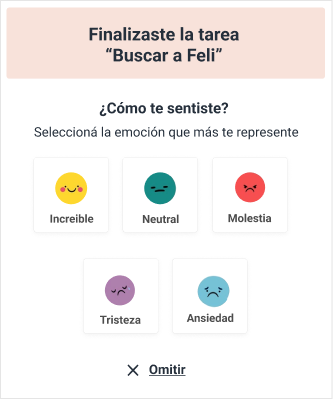 Finalizaste la tarea
“Buscar a Feli”
¿Cómo te sentiste?
Seleccioná la emoción que más te represente
Increible
Neutral
Molestia
Tristeza
Ansiedad
Omitir